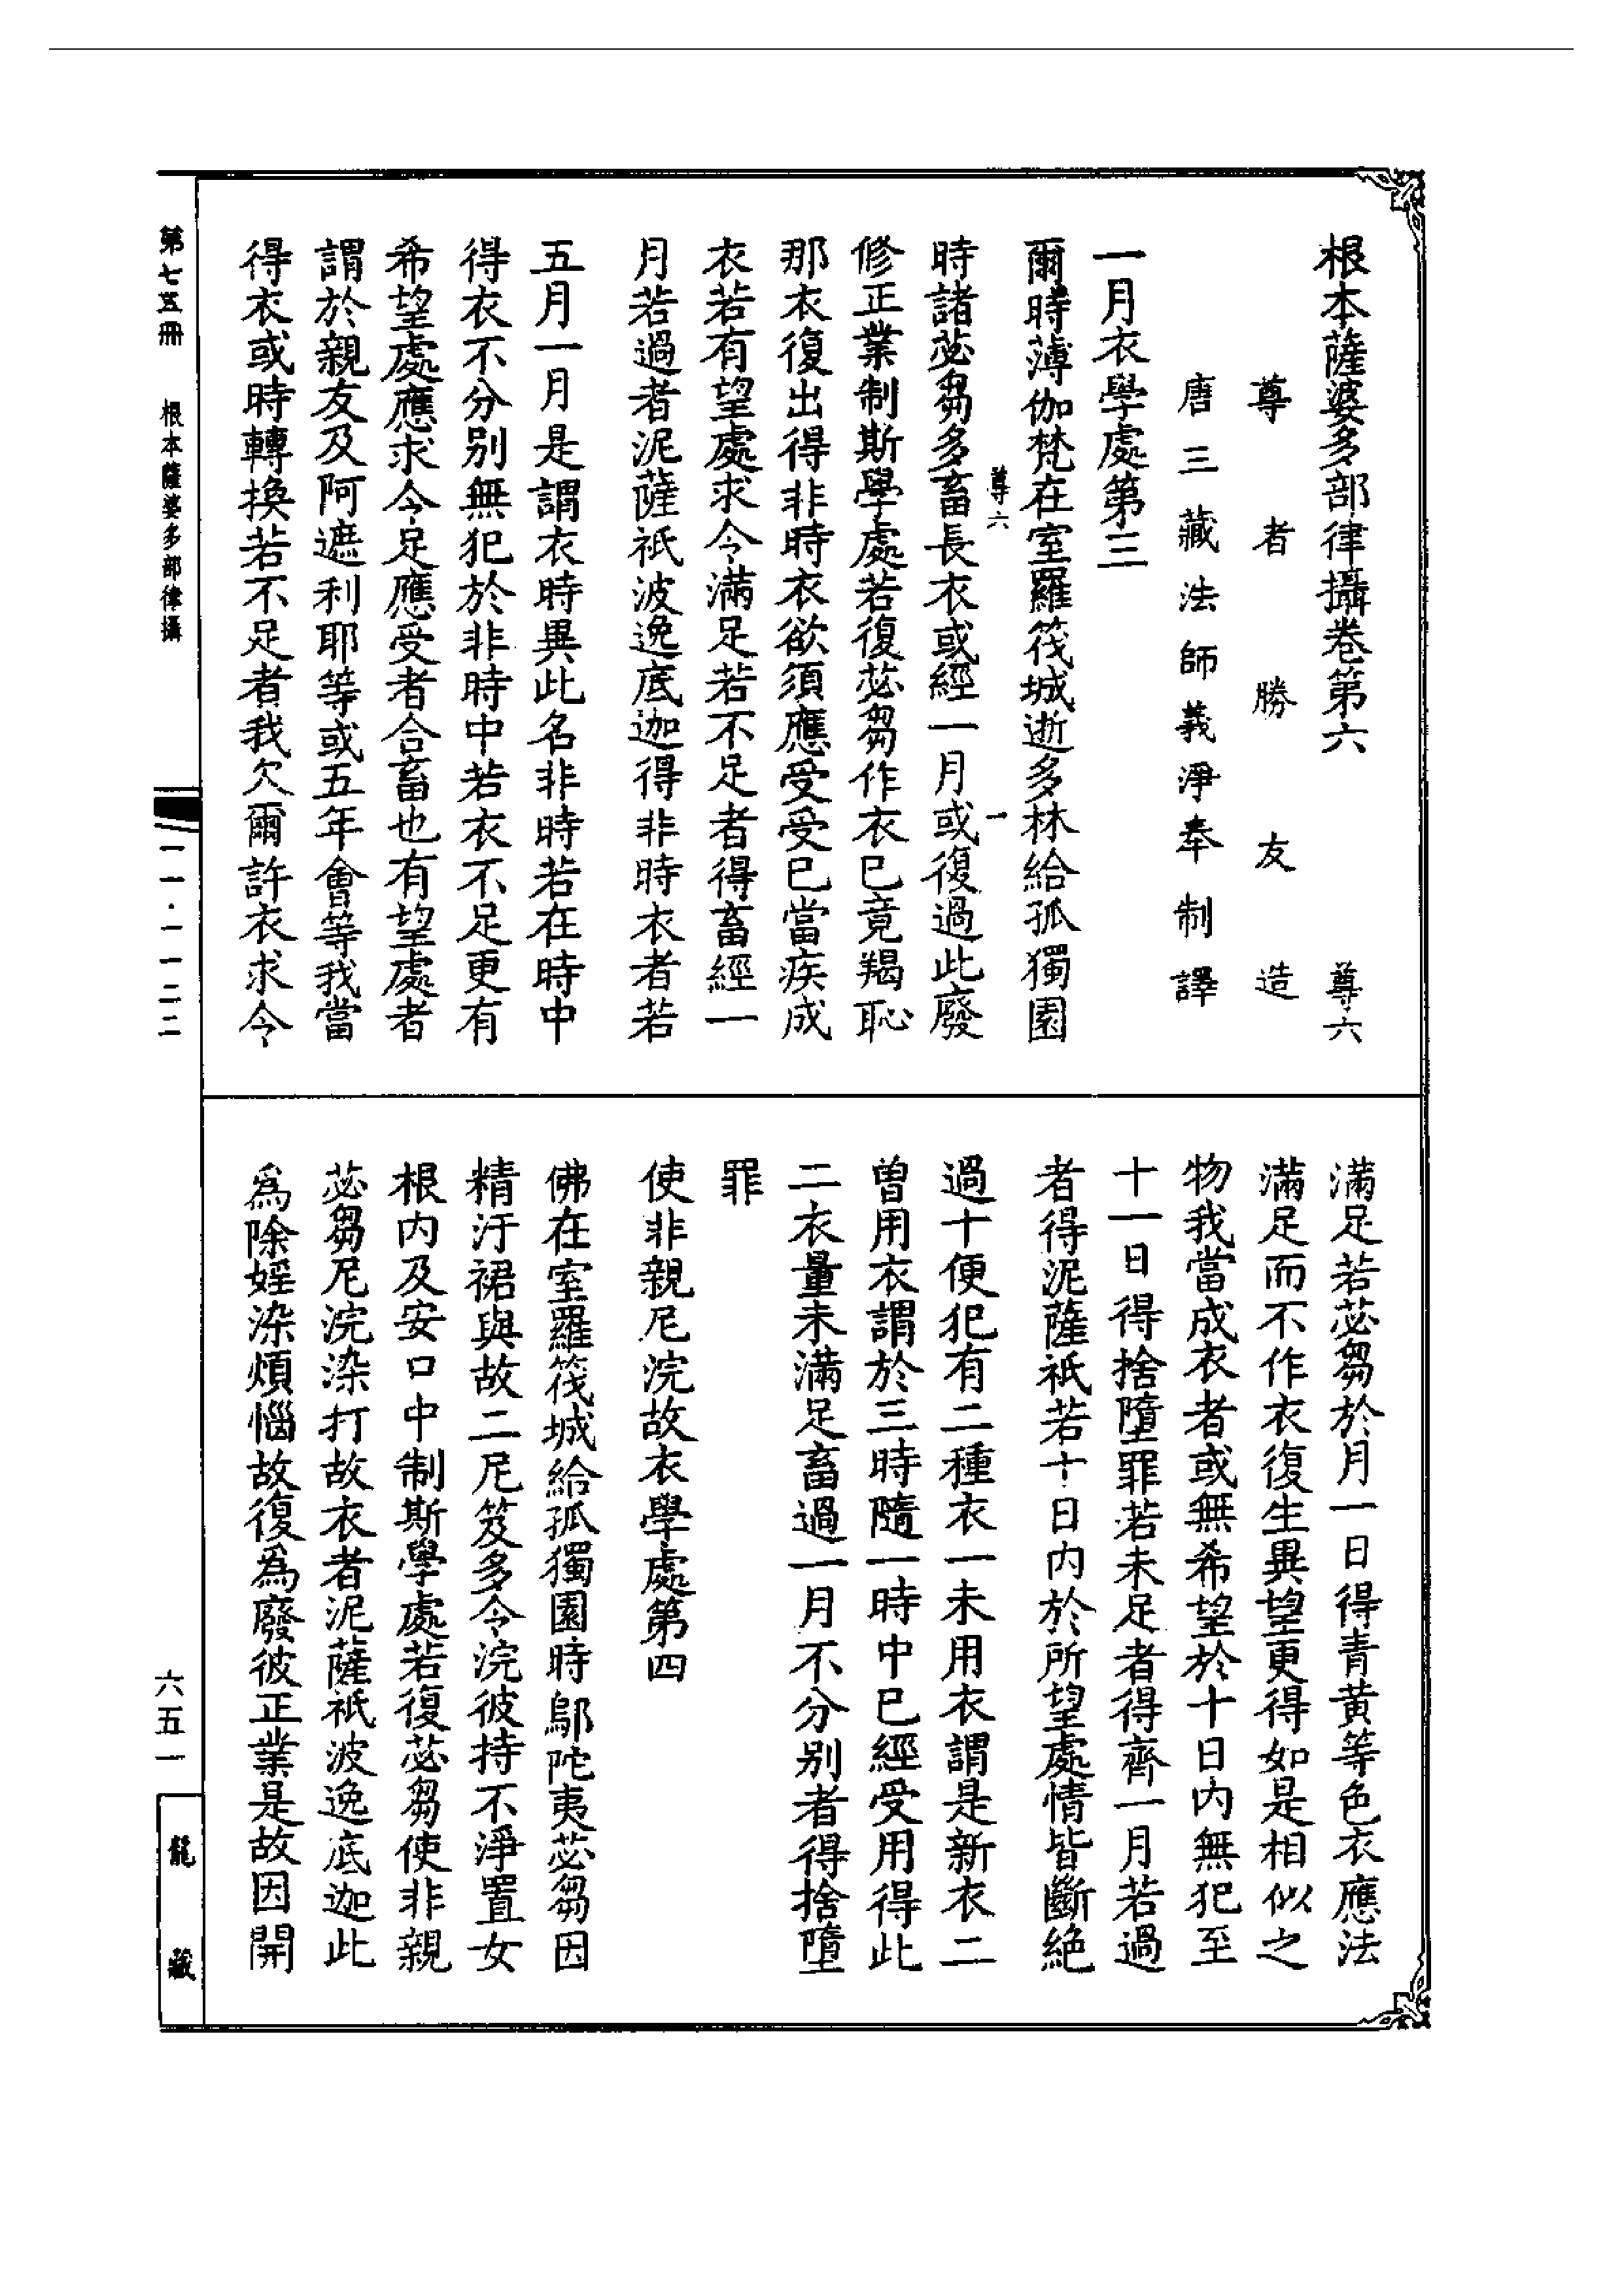 根本薩婆多部律攝卷第六　尊六
尊者勝友造
唐三藏法師義淨奉制譯
一月衣學處第三
爾時薄伽梵在室羅筏城逝多林給孤獨園
尊六　一
時諸苾芻多畜長衣或經一月或復過此廢
修正業制斯學處若復苾芻作衣已竟羯恥
那衣復出得非時衣欲須應受受已當疾成
衣若有望處求令滿足若不足者得畜經一
月若過者泥薩祇波逸底迦得非時衣者若
五月一月是謂衣時異此名非時若在時中
得衣不分別無犯於非時中若衣不足更有
希望處應求令足應受者合畜也有望處者
謂於親友及阿遮利耶等或五年會等我當
得衣或時轉換若不足者我欠爾許衣求令
滿足若苾芻於月一日得青黃等色衣應法
滿足而不作衣復生異望更得如是相似之
物我當成衣者或無希望於十日內無犯至
十一日得捨墮罪若未足者得齊一月若過
者得泥薩祇若十日內於所望處情皆斷絕
過十便犯有二種衣一未用衣謂是新衣二
曾用衣謂於三時隨一時中已經受用得此
二衣量未滿足畜過一月不分別者得捨墮
罪
使非親尼浣故衣學處第四
佛在室羅筏城給孤獨園時鄔陀夷苾芻因
精汙裙與故二尼笈多令浣彼持不淨置女
根內及安口中制斯學處若復苾芻使非親
苾芻尼浣染打故衣者泥薩祇波逸底迦此
為除婬染煩惱故復為廢彼正業是故因開
第七五冊　根本薩婆多部律攝
一一·一一二二
六五一
龍藏